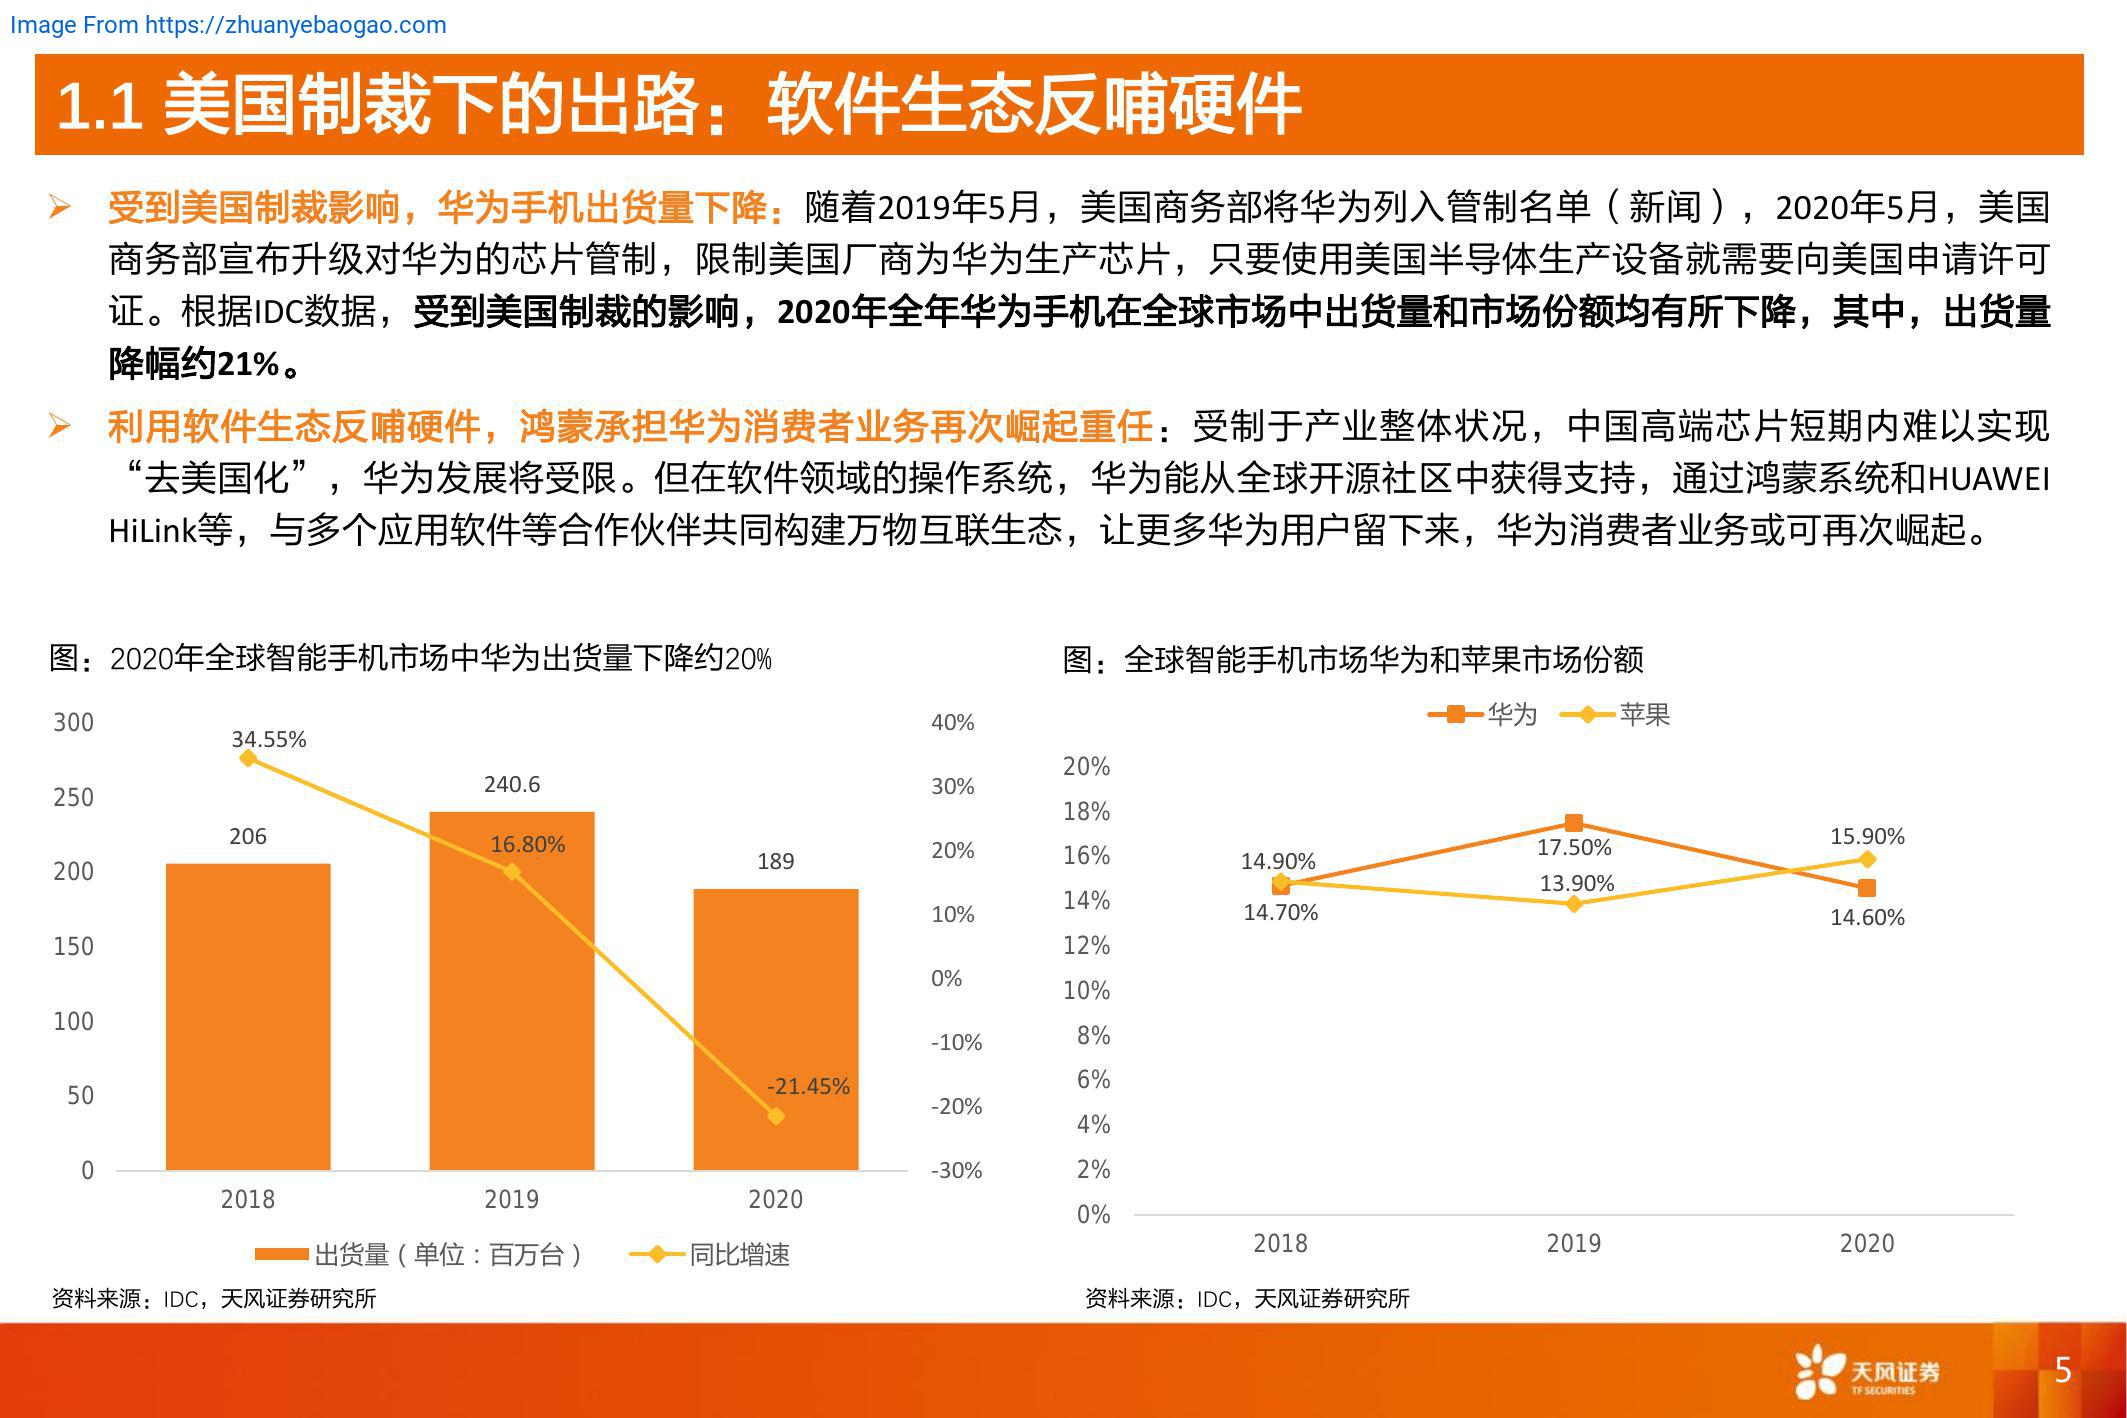 Image From https://zhuanyebaogao.com
1.1 美国制裁下的出路：软件生态反哺硬件
受到美国制裁影响，华为手机出货量下降：随着2019年5月，美国商务部将华为列入管制名单（新闻），2020年5月，美国
商务部宣布升级对华为的芯片管制，限制美国厂商为华为生产芯片，只要使用美国半导体生产设备就需要向美国申请许可
证。根据IDC数据，受到美国制裁的影响，2020年全年华为手机在全球市场中出货量和市场份额均有所下降，其中，出货量
降幅约21%。
利用软件生态反哺硬件，鸿蒙承担华为消费者业务再次崛起重任：受制于产业整体状况，中国高端芯片短期内难以实现
“去美国化”，华为发展将受限。但在软件领域的操作系统，华为能从全球开源社区中获得支持，通过鸿蒙系统和HUAWEI
HiLink等，与多个应用软件等合作伙伴共同构建万物互联生态，让更多华为用户留下来，华为消费者业务或可再次崛起。
图：2020年全球智能手机市场中华为出货量下降约20%
300
250
200
150
100
50
0
40%
30%
20%
10%
0%
-10%
-20%
-30%
34.55%
206
240.6
16.80%
189
-21.45%
2018
2019
2020
出货量（单位：百万台）
同比增速
资料来源：IDC，天风证券研究所
图：全球智能手机市场华为和苹果市场份额
华为
苹果
20%
18%
16%
14%
12%
10%
8%
6%
4%
2%
0%
14.90%
14.70%
17.50%
13.90%
15.90%
14.60%
2018
2019
2020
资料来源：IDC，天风证券研究所
天风证券
TF SECURITIES
5